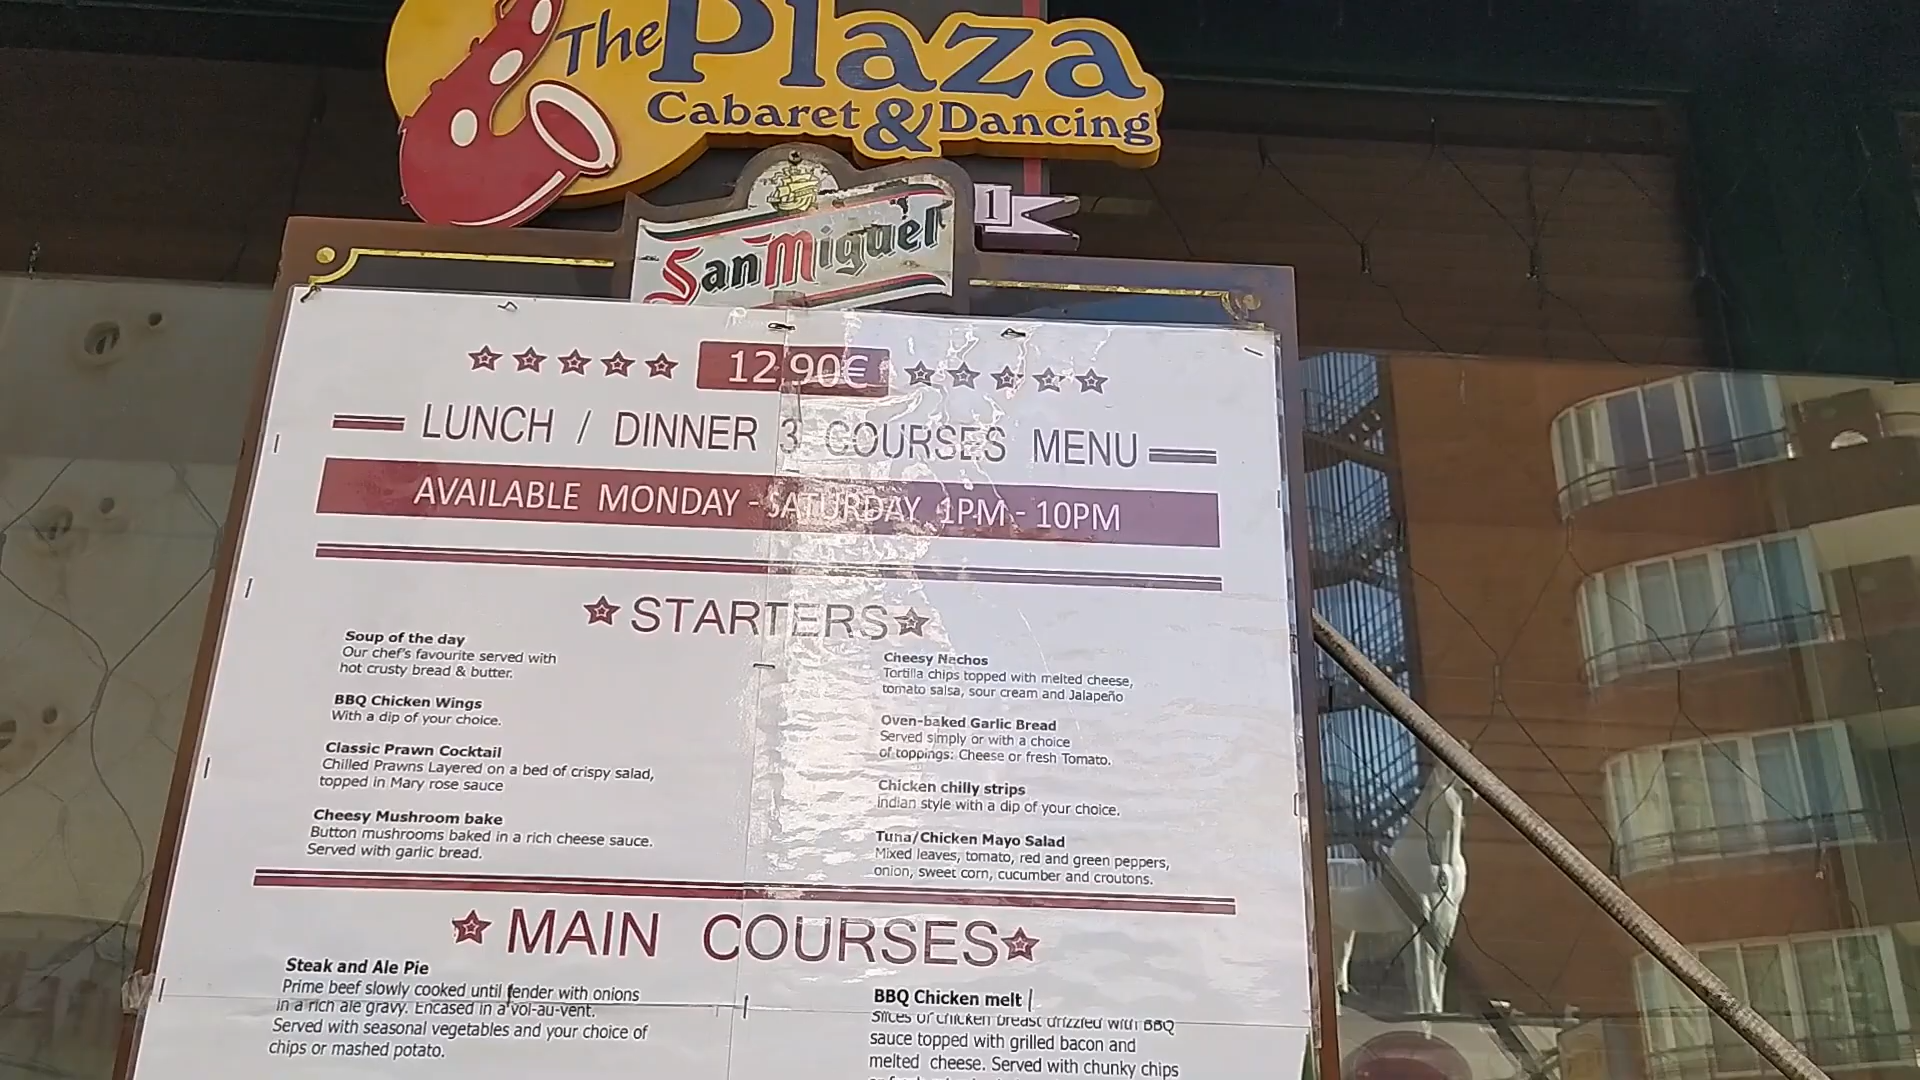 The Plaza
Cabaret & Dancing
San Miguel
1
12,90€
LUNCH / DINNER 3 COURSES MENU
AVAILABLE MONDAY - SATURDAY 1PM - 10PM
STARTERS
Soup of the day
Our chef's favourite served with
hot crusty bread & butter.
BBQ Chicken Wings
With a dip of your choice.
Classic Prawn Cocktail
Chilled Prawns Layered on a bed of crispy salad,
topped in Mary rose sauce
Cheesy Mushroom bake
Button mushrooms baked in a rich cheese sauce.
Served with garlic bread.
Cheesy Nachos
Tortilla chips topped with melted cheese,
tomato salsa, sour cream and Jalapeño
Oven-baked Garlic Bread
Served simply or with a choice
of toppings: Cheese or fresh Tomato.
Chicken chilly strips
Indian style with a dip of your choice.
Tuna/Chicken Mayo Salad
Mixed leaves, tomato, red and green peppers,
onion, sweet corn, cucumber and croutons.
MAIN COURSES
Steak and Ale Pie
Prime beef slowly cooked until tender with onions
in a rich ale gravy. Encased in a vol-au-vent.
Served with seasonal vegetables and your choice of
chips or mashed potato.
BBQ Chicken melt
Slices of chicken breast drizzled with BBQ
sauce topped with grilled bacon and
melted cheese. Served with chunky chips